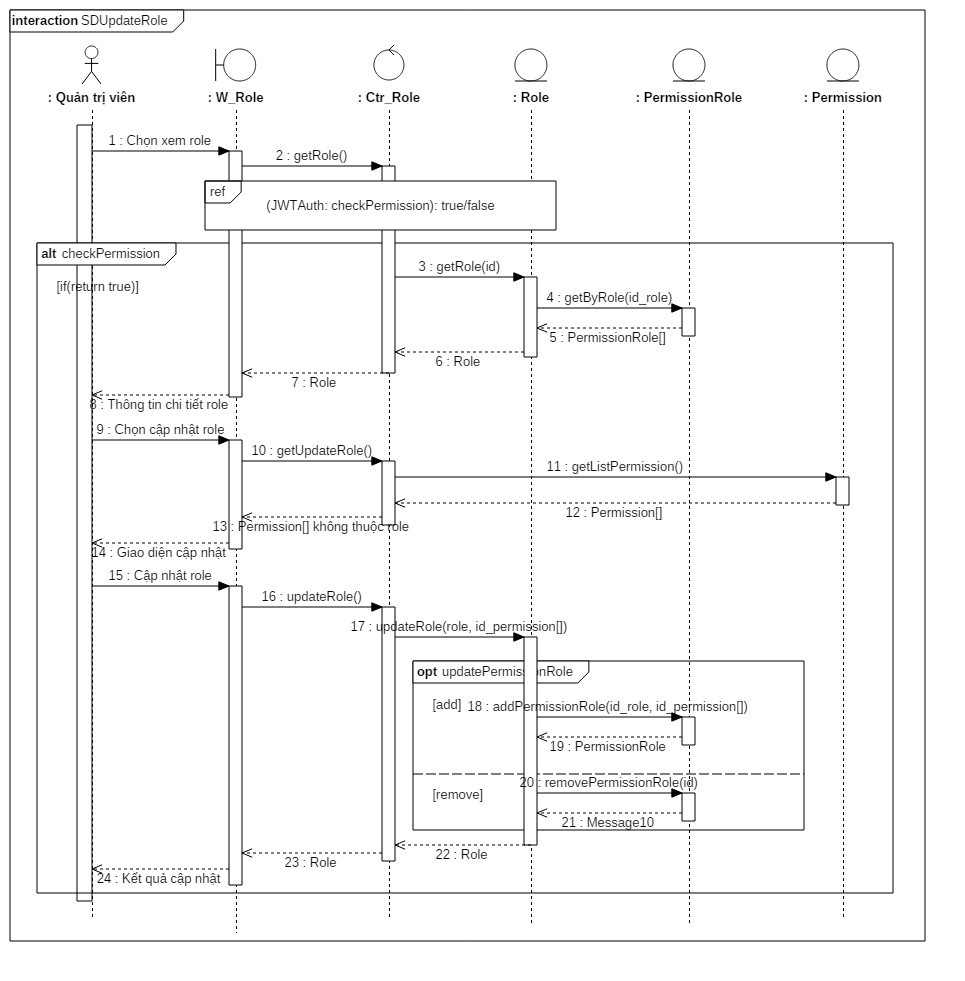 interaction SDUpdateRole
: Quản trị viên
: W_Role
: Ctr_Role
: Role
: PermissionRole
: Permission
1 : Chọn xem role
2 : getRole()
ref
(JWTAuth: checkPermission): true/false
alt checkPermission
[if(return true)]
3 : getRole(id)
4 : getByRole(id_role)
5 : PermissionRole[]
6 : Role
7 : Role
8 : Thông tin chi tiết role
9 : Chọn cập nhật role
10 : getUpdateRole()
11 : getListPermission()
12 : Permission[]
13 : Permission[] không thuộc role
14 : Giao diện cập nhật
15 : Cập nhật role
16 : updateRole()
17 : updateRole(role, id_permission[])
opt updatePermissionRole
[add]
18 : addPermissionRole(id_role, id_permission[])
19 : PermissionRole
20 : removePermissionRole(id)
[remove]
21 : Message10
22 : Role
23 : Role
24 : Kết quả cập nhật